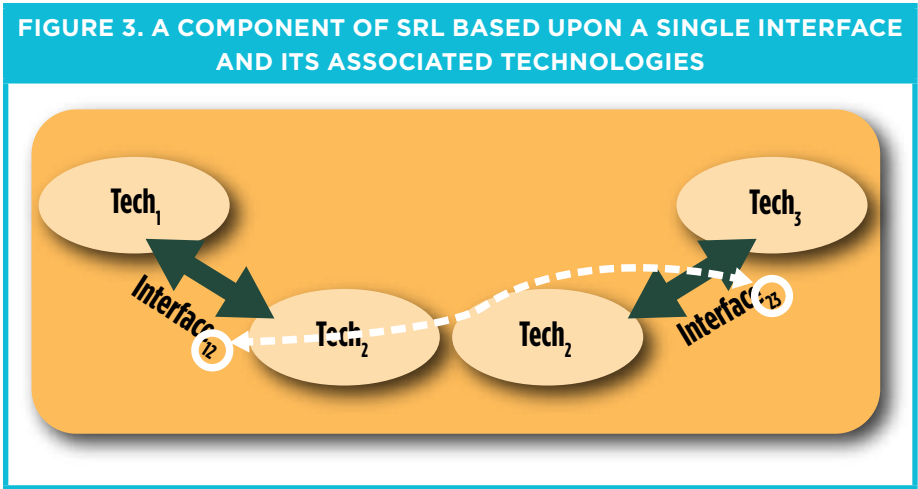 FIGURE 3. A COMPONENT OF SRL BASED UPON A SINGLE INTERFACE
AND ITS ASSOCIATED TECHNOLOGIES
Tech1
Tech3
Interface12
Interface23
Tech2
Tech2